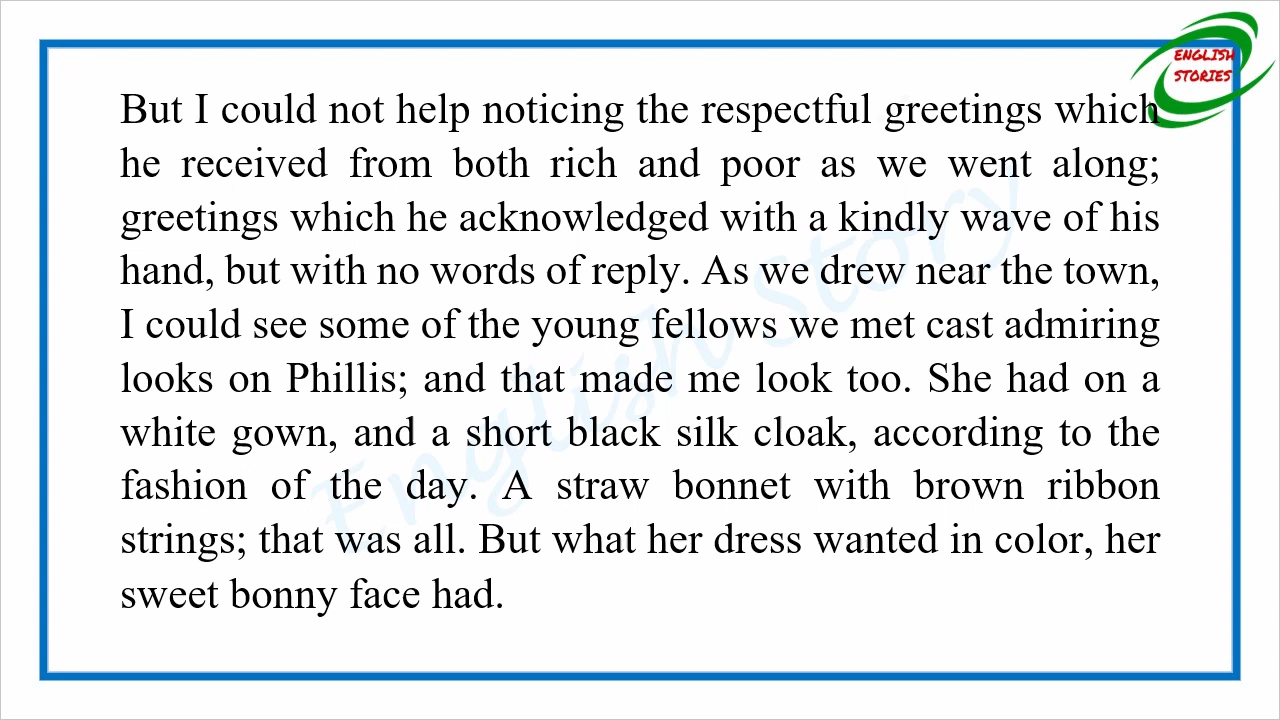 ENGLISH
STORIES
But I could not help noticing the respectful greetings which
he received from both rich and poor as we went along;
greetings which he acknowledged with a kindly wave of his
hand, but with no words of reply. As we drew near the town,
I could see some of the young fellows we met cast admiring
looks on Phillis; and that made me look too. She had on a
white gown, and a short black silk cloak, according to the
fashion of the day. A straw bonnet with brown ribbon
strings; that was all. But what her dress wanted in color, her
sweet bonny face had.
English Story